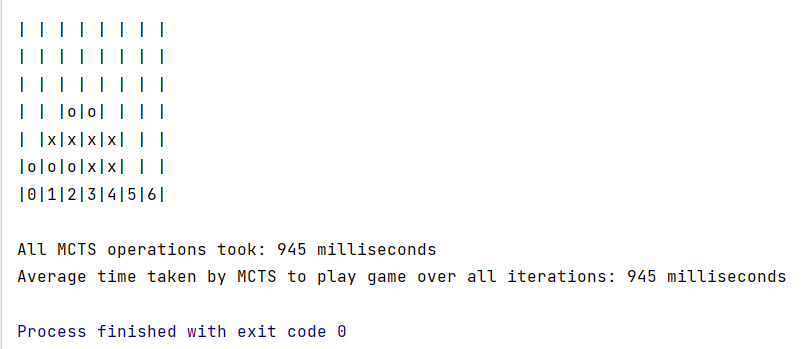 | | | | | | | |
| | | | | | | |
| | | | | | | |
| | |o|o| | | |
| |x|x|x|x| | |
|o|o|o|x|x| | |
|0|1|2|3|4|5|6|
All MCTS operations took: 945 milliseconds
Average time taken by MCTS to play game over all iterations: 945 milliseconds
Process finished with exit code 0